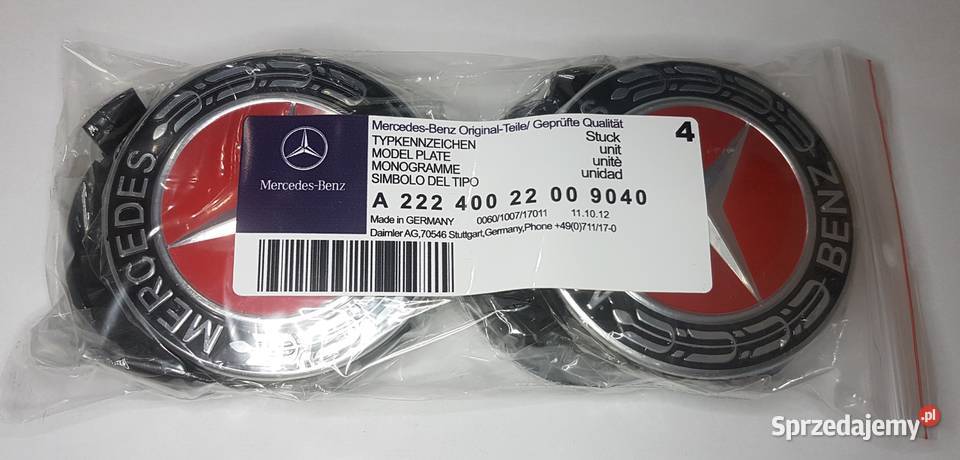 MERCEDES
Mercedes-Benz
Mercedes-Benz Original-Teile/ Geprüfte Qualität
TYPKENNZEICHEN
MODEL PLATE
MONOGRAMME
SIMBOLO DEL TIPO
Stuck
unit
unitè
unidad
4
A 222 400 22 00 9040
Made in GERMANY 0060/1007/17011 11.10.12
Daimler AG,70546 Stuttgart,Germany,Phone +49(0)711/17-0
BENZ
Sprzedajemy.pl